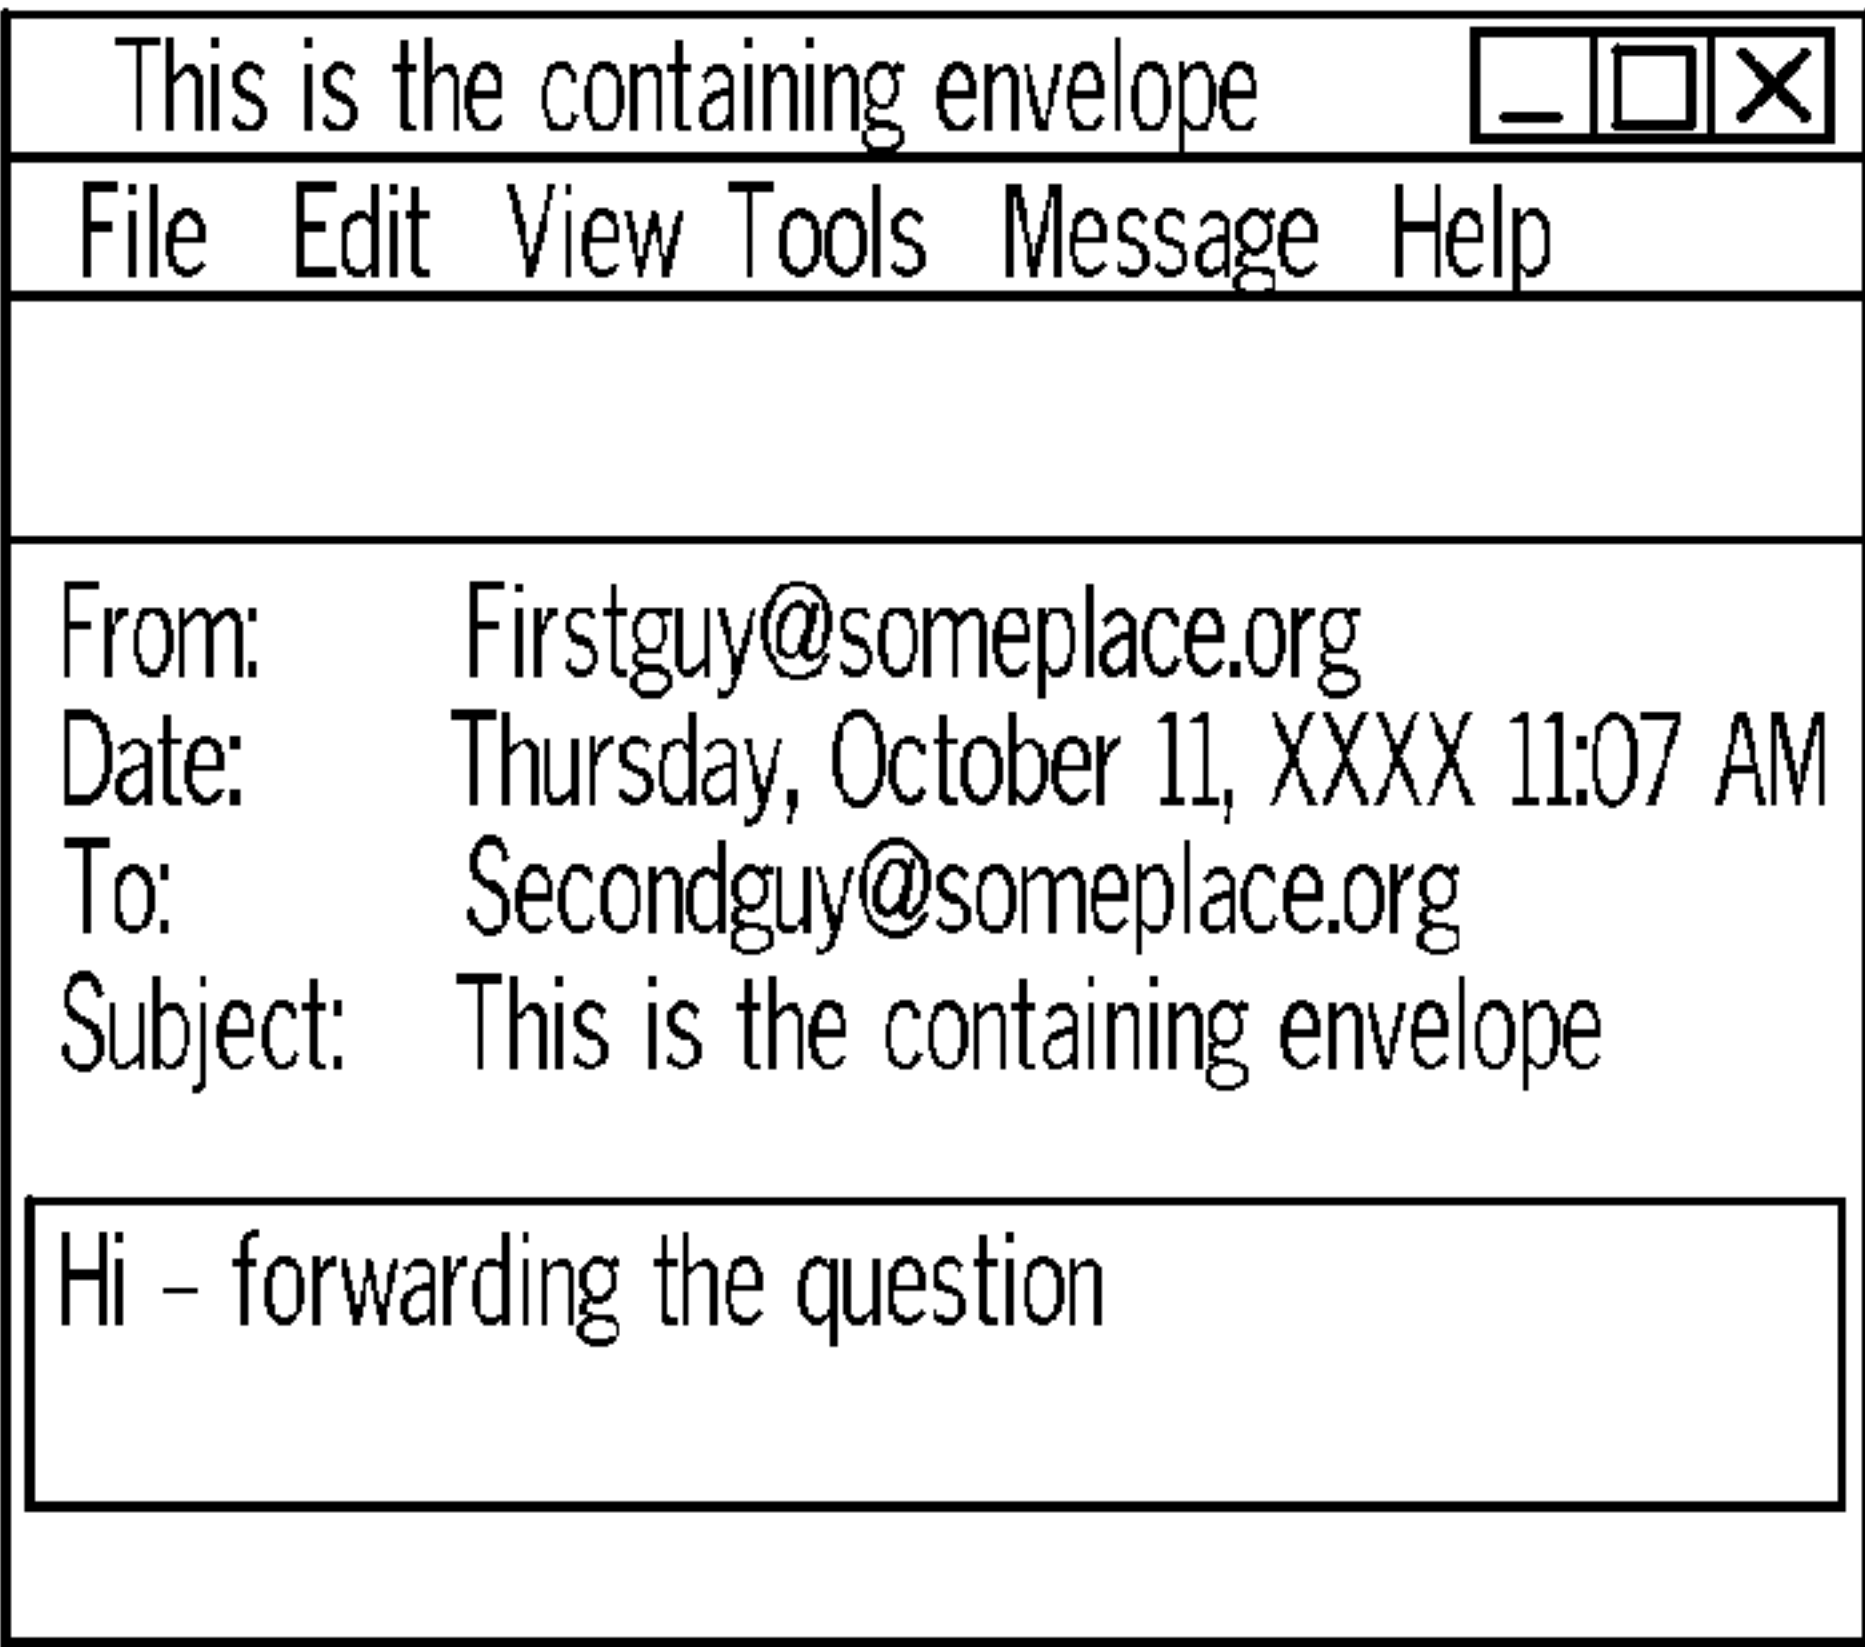 This is the containing envelope
File Edit View Tools Message Help
From: Firstguy@someplace.org
Date: Thursday, October 11, XXXX 11:07 AM
To: Secondguy@someplace.org
Subject: This is the containing envelope
Hi – forwarding the question